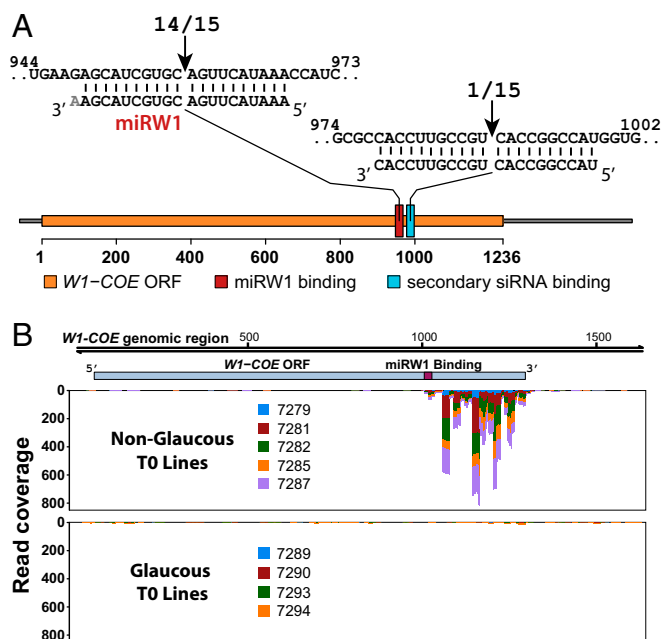 A
14/15
944 973
..UGAAGAGCAUCGUGC AGUUCAUAAACCAUC..
3' AAGCAUCGUGC AGUUCAUAAA 5'
miRW1
1/15
974 1002
..GCGCCACCUUGCCGU CACCGGCCAUGGUG..
3' CACCUUGCCGU CACCGGCCAU 5'
1 200 400 600 800 1000 1236
W1-COE ORF miRW1 binding secondary siRNA binding
B
W1-COE genomic region 500 1000 1500
5' W1-COE ORF miRW1 Binding 3'
Read coverage
0
200
400
600
800
Non-Glaucous
T0 Lines
7279
7281
7282
7285
7287
0
200
400
600
800
Glaucous
T0 Lines
7289
7290
7293
7294